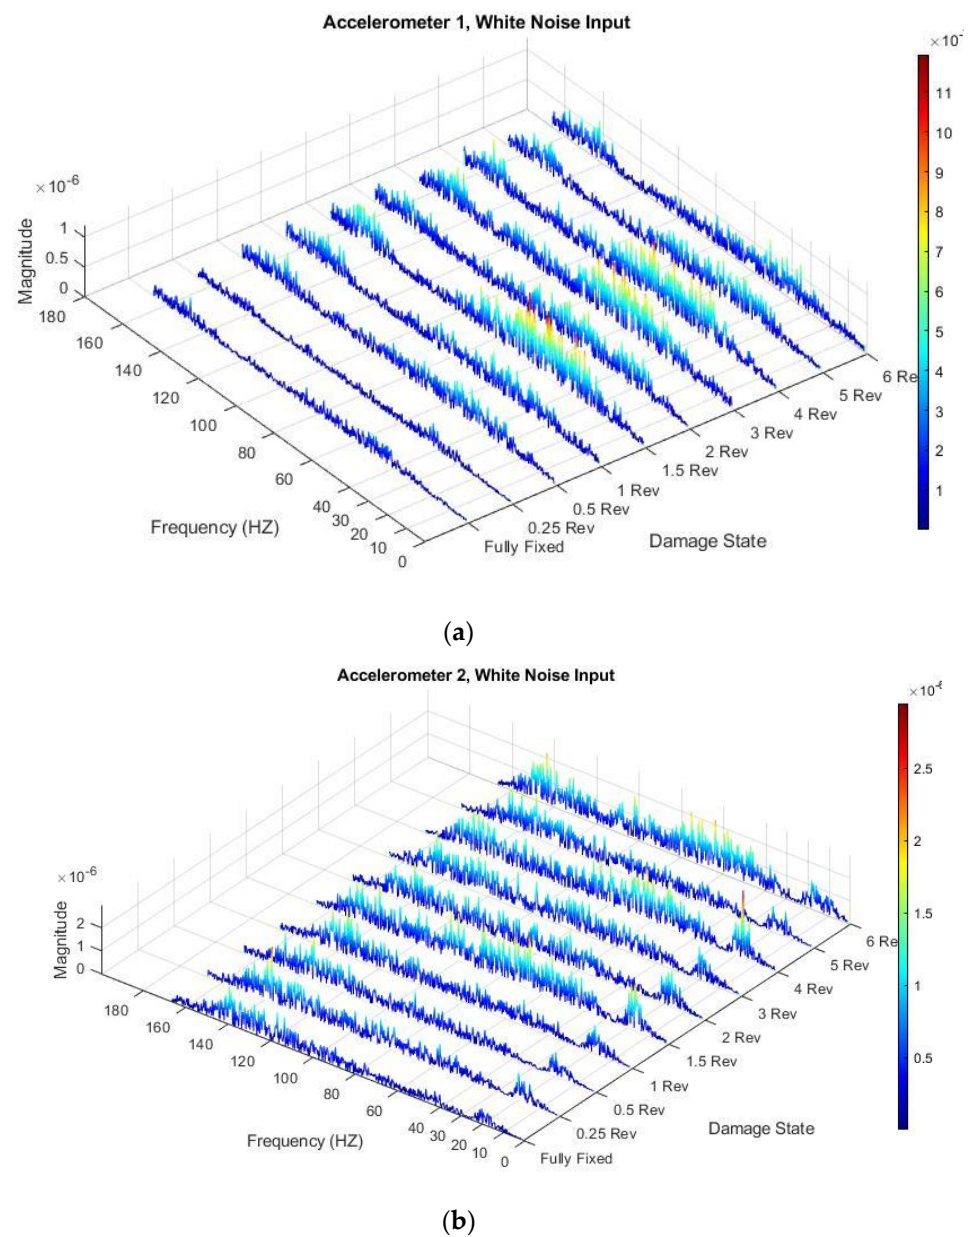 Accelerometer 1, White Noise Input
×10⁻
11
10
9
8
7
6
5
4
3
2
1
×10⁻⁶
Magnitude
1
0.5
0
180
160
140
120
100
80
60
40
30
20
10
0
Frequency (HZ)
Fully Fixed
0.25 Rev
0.5 Rev
1 Rev
1.5 Rev
2 Rev
3 Rev
4 Rev
5 Rev
6 Re
Damage State
(a)
Accelerometer 2, White Noise Input
×10⁻⁶
2.5
2
1.5
1
0.5
×10⁻⁶
Magnitude
2
1
0
180
160
140
120
100
80
60
40
30
20
10
0
Frequency (HZ)
Fully Fixed
0.25 Rev
0.5 Rev
1 Rev
1.5 Rev
2 Rev
3 Rev
4 Rev
5 Rev
6 Rev
Damage State
(b)